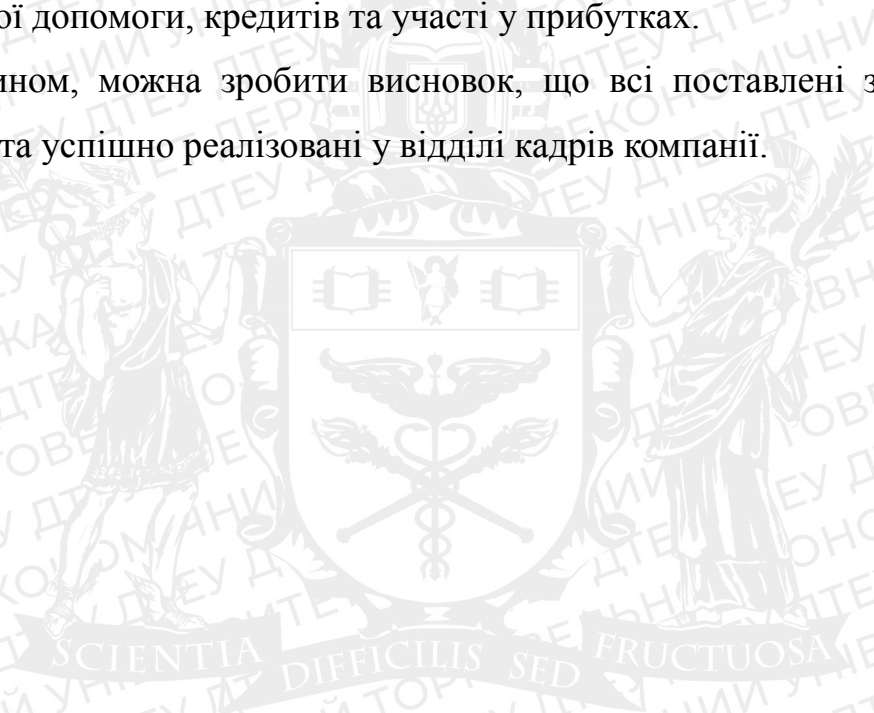 ої допомоги, кредитів та участі у прибутках.
ином, можна зробити висновок, що всі поставлені з
та успішно реалізовані у відділі кадрів компанії.
SCIENTIA DIFFICILIS SED FRUCTUOSA